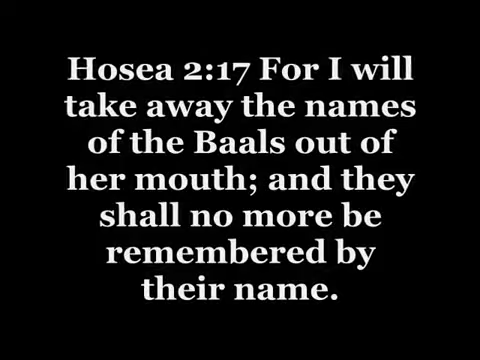 Hosea 2:17 For I will
take away the names
of the Baals out of
her mouth; and they
shall no more be
remembered by
their name.